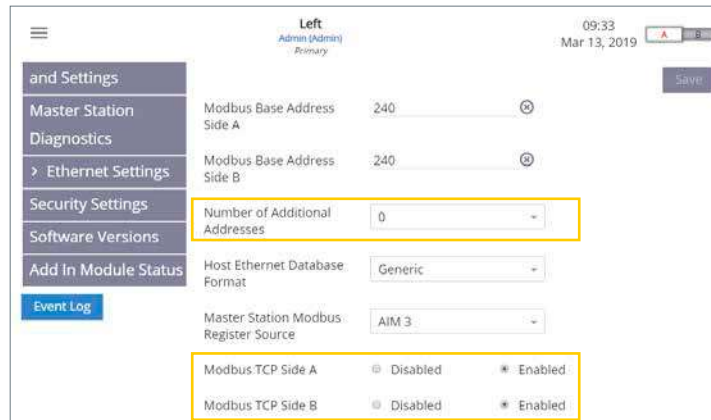 Left
Admin (Admin)
Primary
09:33
Mar 13, 2019
A
B
Save
and Settings
Master Station
Diagnostics
> Ethernet Settings
Security Settings
Software Versions
Add In Module Status
Event Log
Modbus Base Address
Side A
240
Modbus Base Address
Side B
240
Number of Additional
Addresses
0
Host Ethernet Database
Format
Generic
Master Station Modbus
Register Source
AIM 3
Modbus TCP Side A
Disabled
Enabled
Modbus TCP Side B
Disabled
Enabled